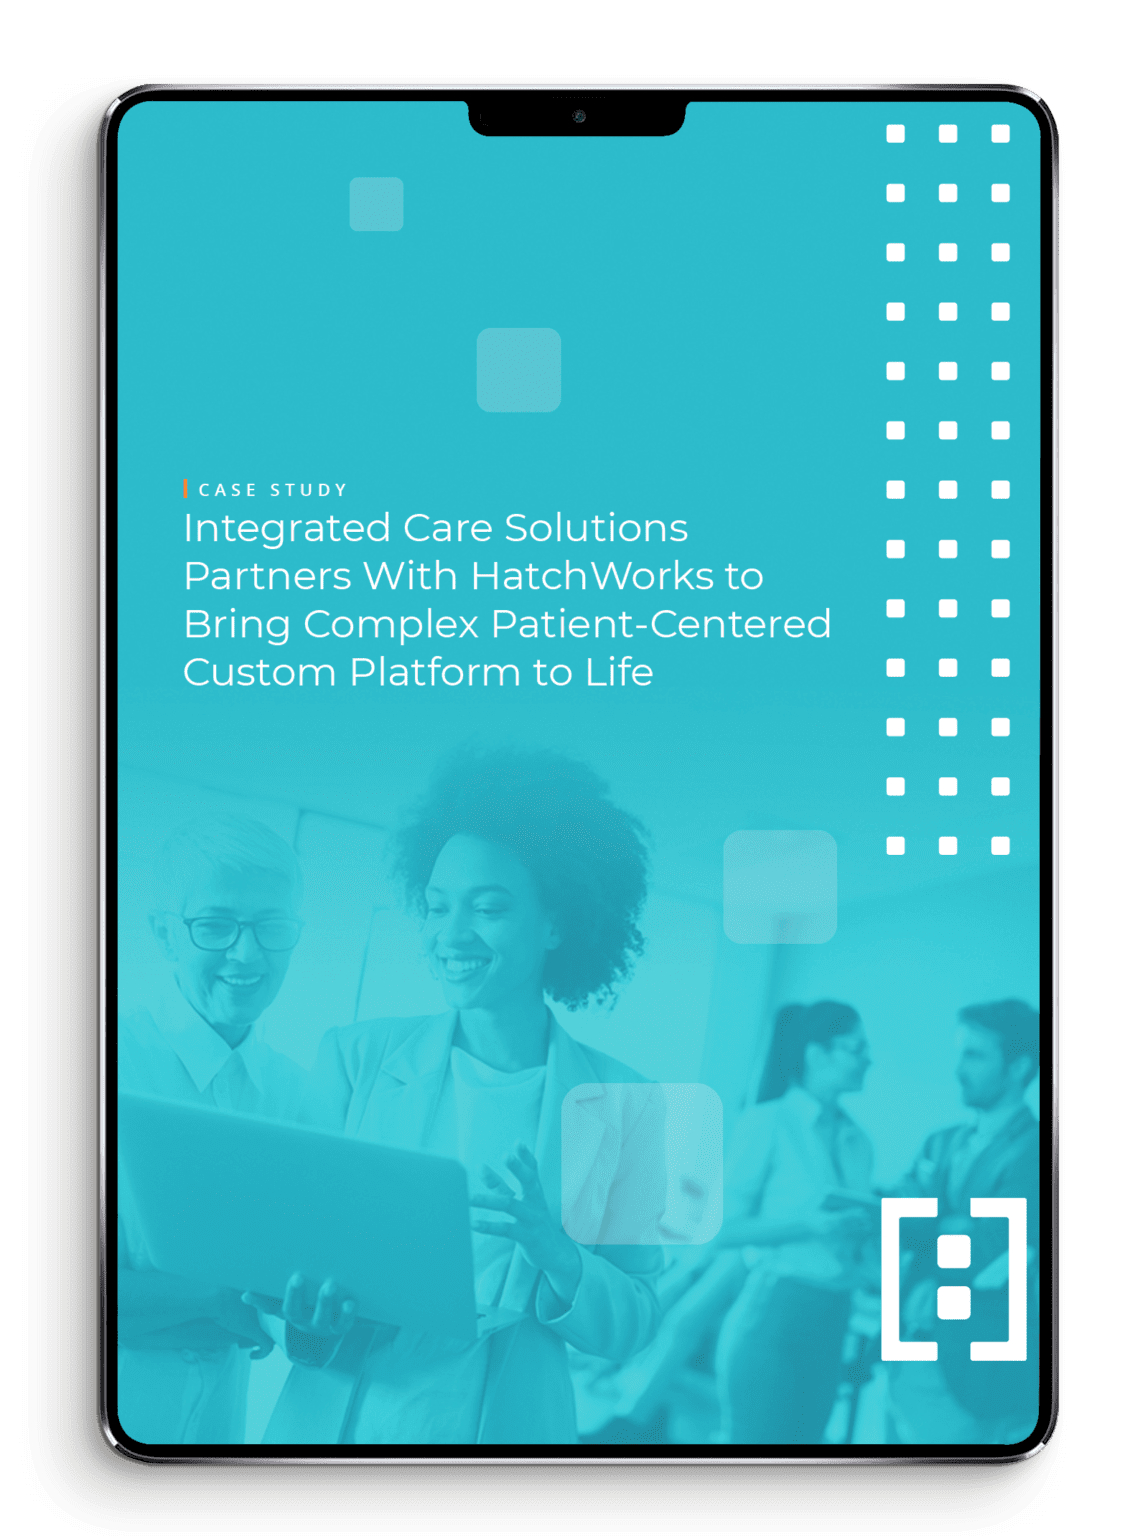 CASE STUDY
Integrated Care Solutions
Partners With HatchWorks to
Bring Complex Patient-Centered
Custom Platform to Life